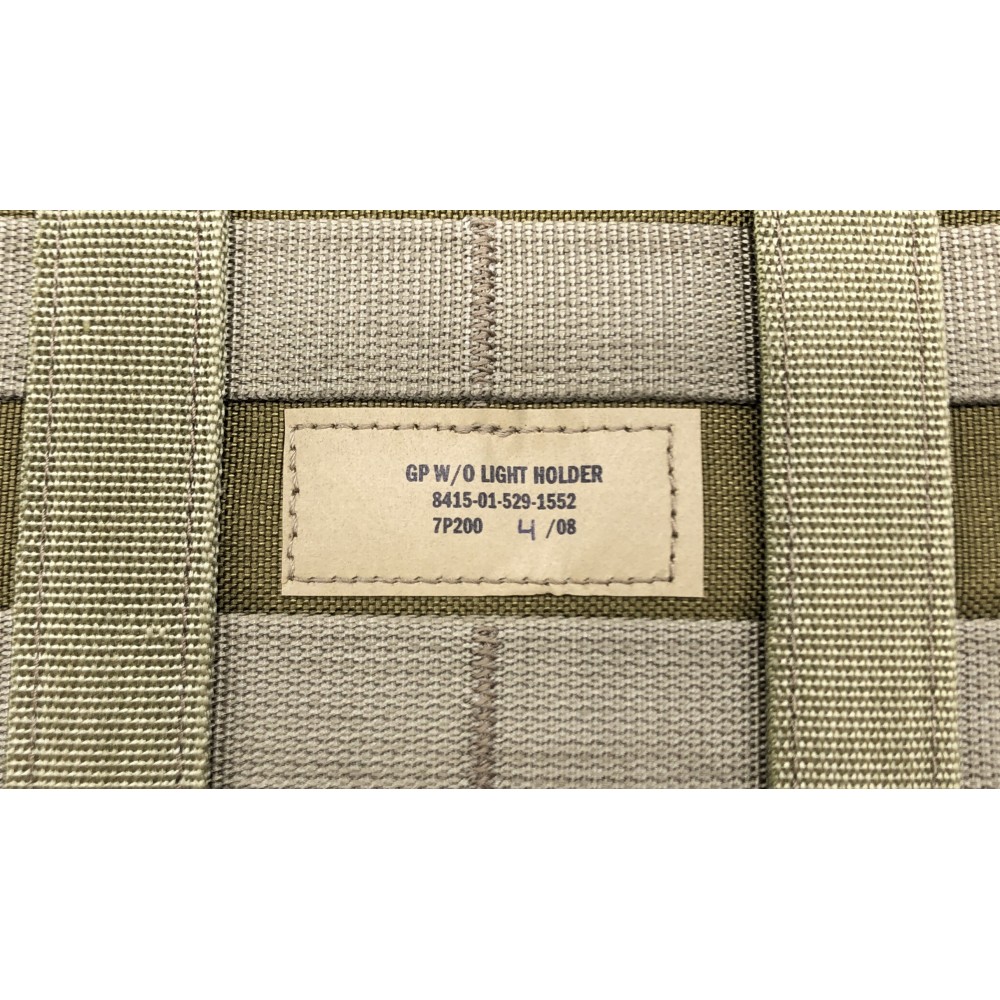 GP W/O LIGHT HOLDER
8415-01-529-1552
7P200 4 /08